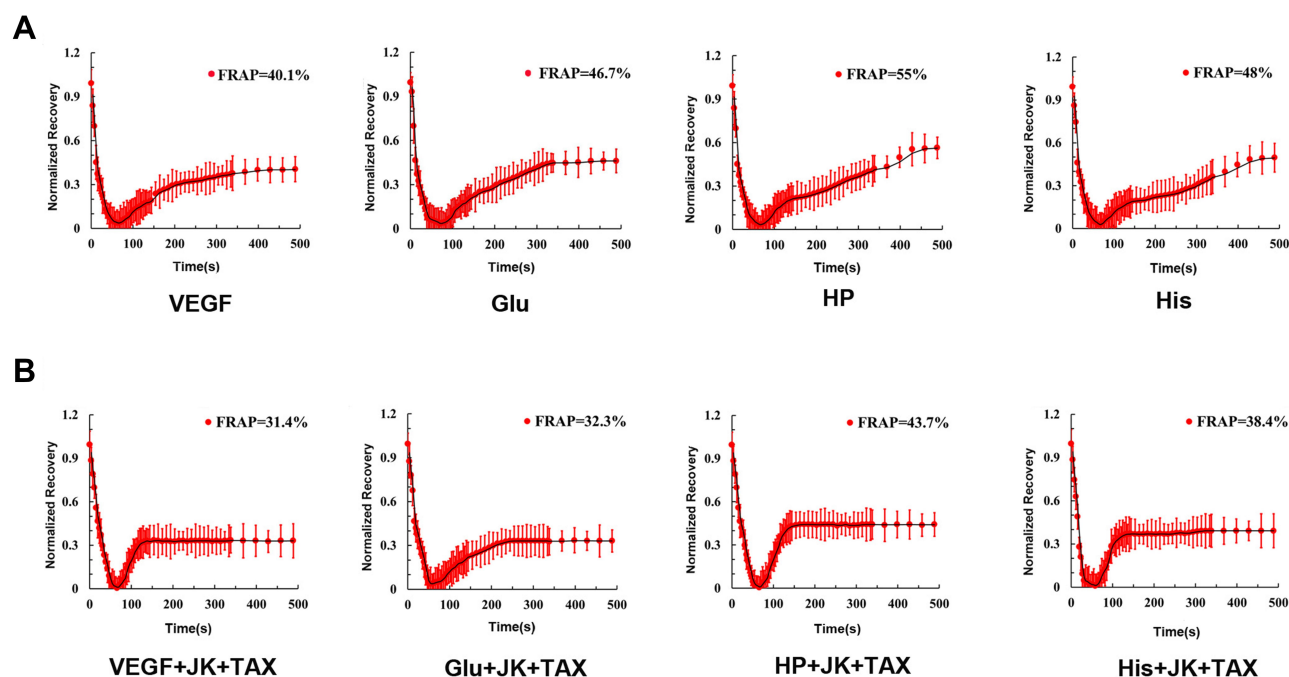 A
1.2 1.2 1.2 1.2
FRAP=40.1% FRAP=46.7% FRAP=55% FRAP=48%
0.9 0.9 0.9 0.9
Normalized Recovery Normalized Recovery Normalized Recovery Normalized Recovery
0.6 0.6 0.6 0.6
0.3 0.3 0.3 0.3
0 0 0 0
0 100 200 300 400 500 0 100 200 300 400 500 0 100 200 300 400 500 0 100 200 300 400 500
Time(s) Time(s) Time(s) Time(s)
VEGF Glu HP His
B
1.2 1.2 1.2 1.2
FRAP=31.4% FRAP=32.3% FRAP=43.7% FRAP=38.4%
0.9 0.9 0.9 0.9
Normalized Recovery Normalized Recovery Normalized Recovery Normalized Recovery
0.6 0.6 0.6 0.6
0.3 0.3 0.3 0.3
0 0 0 0
0 100 200 300 400 500 0 100 200 300 400 500 0 100 200 300 400 500 0 100 200 300 400 500
Time(s) Time(s) Time(s) Time(s)
VEGF+JK+TAX Glu+JK+TAX HP+JK+TAX His+JK+TAX